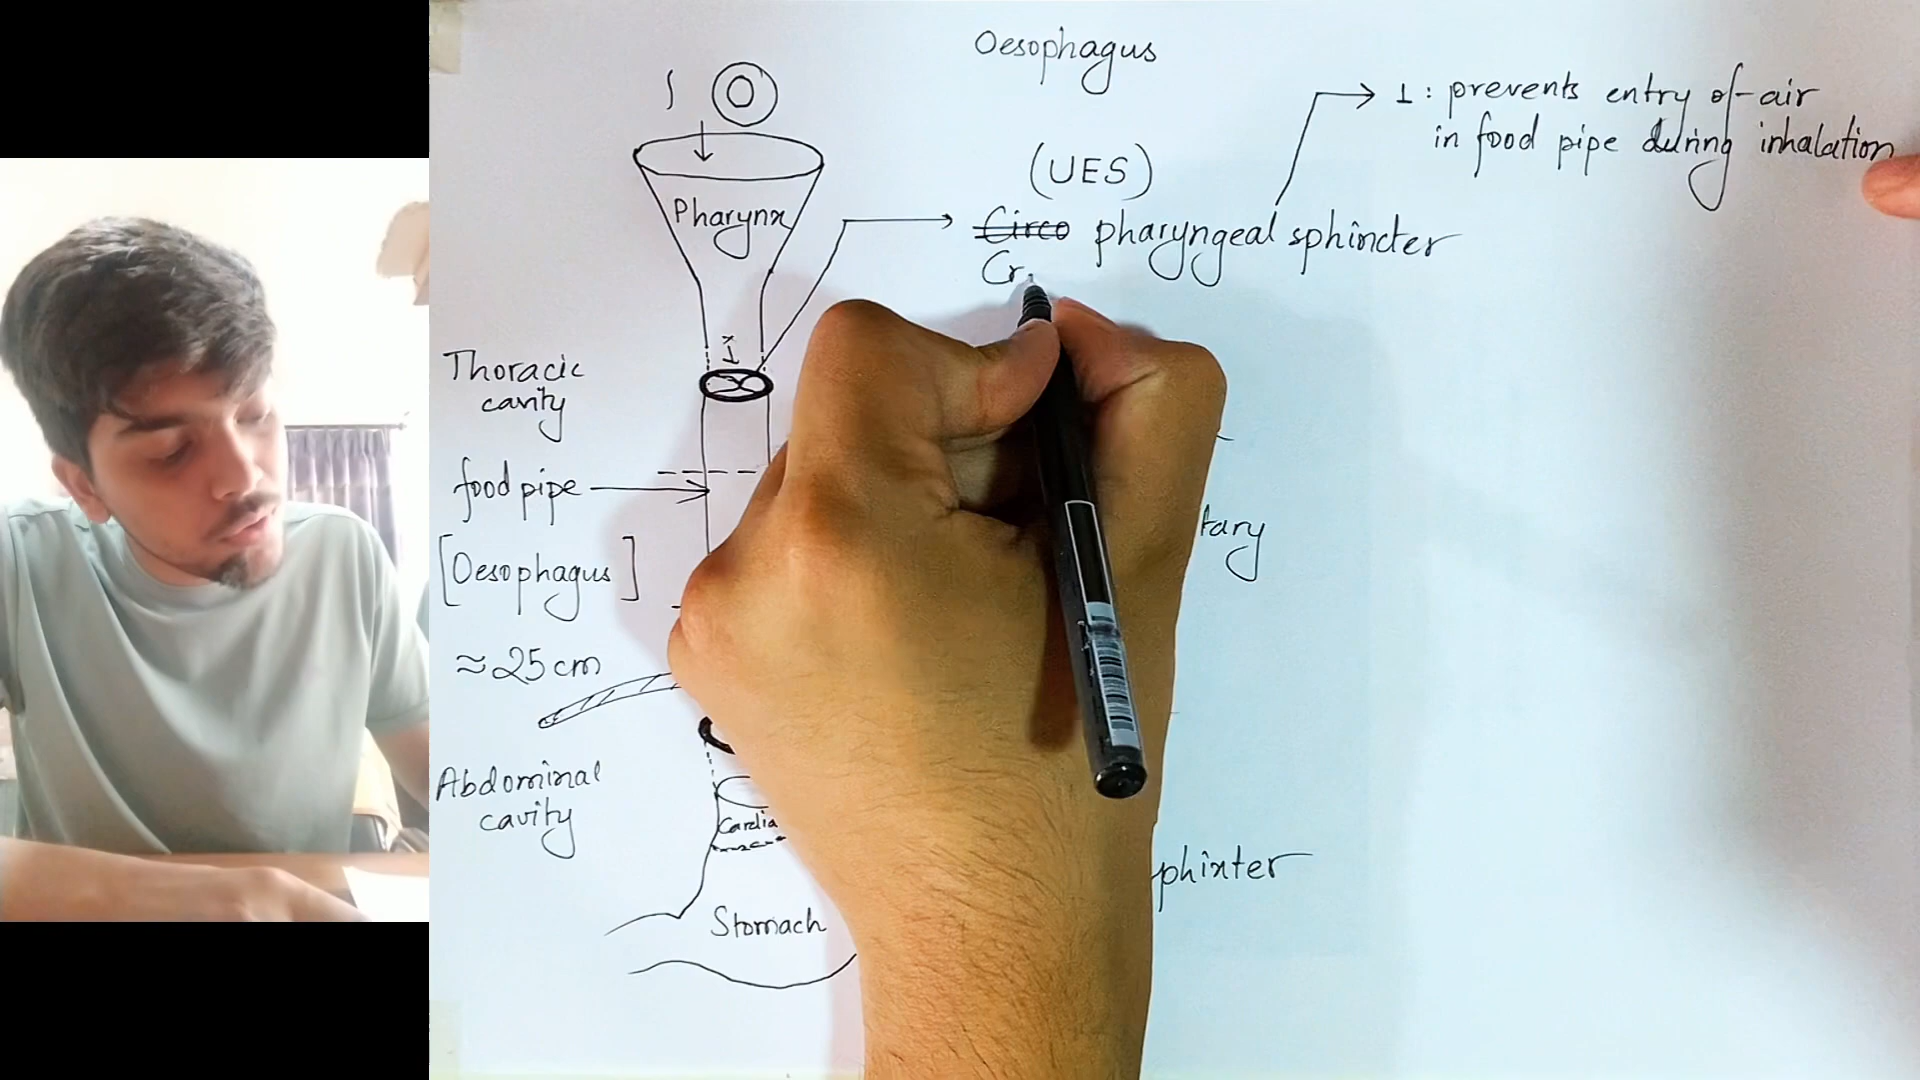 Oesophagus
1: prevents entry of air
in food pipe during inhalation
(UES)
Pharynx
Circo pharyngeal sphincter
Cr
Thoracic
cavity
food pipe
tary
[Oesophagus]
≈ 25 cm
Abdominal
cavity
Cardia
phinter
Stomach